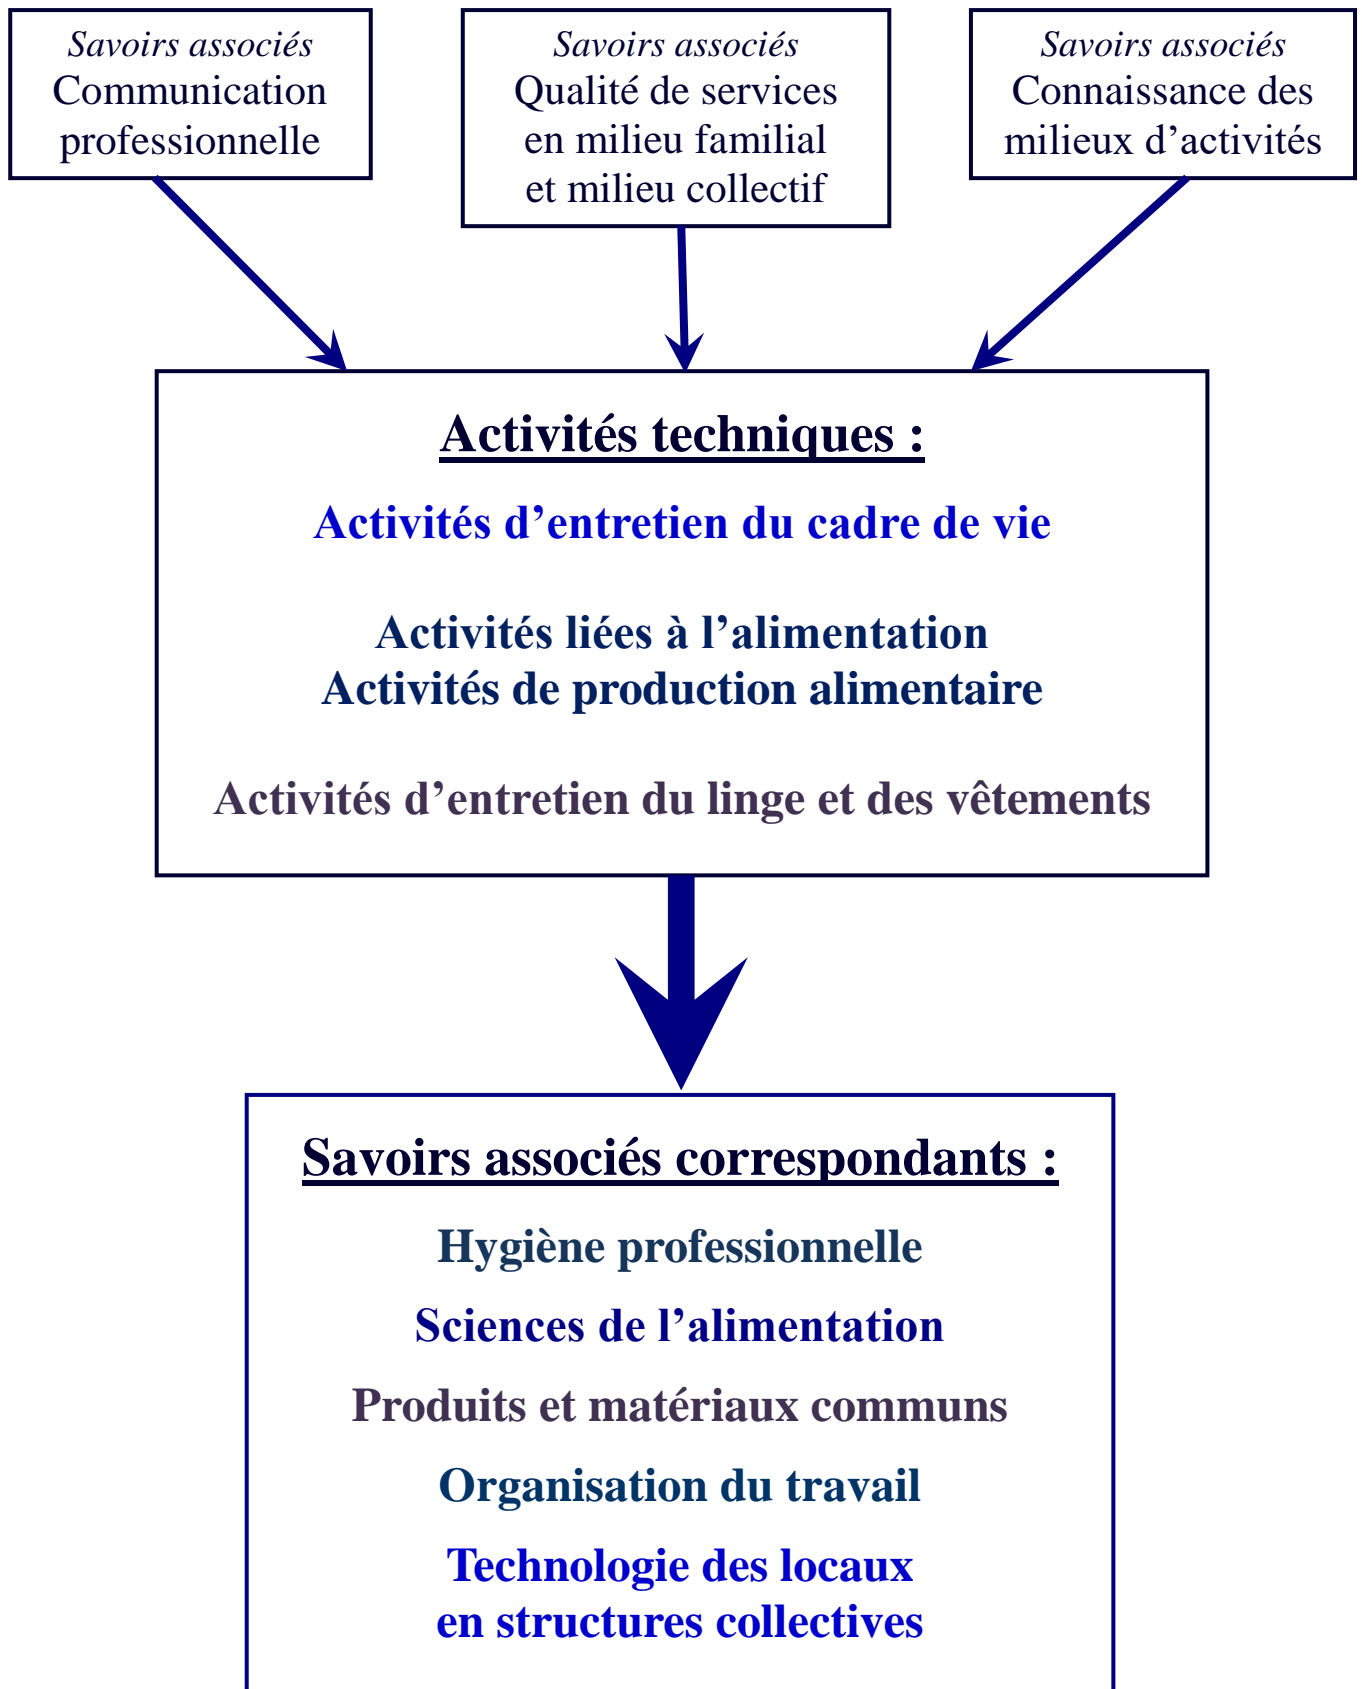 Savoirs associés
Communication
professionnelle
Savoirs associés
Qualité de services
en milieu familial
et milieu collectif
Savoirs associés
Connaissance des
milieux d’activités
Activités techniques :
Activités d’entretien du cadre de vie
Activités liées à l’alimentation
Activités de production alimentaire
Activités d’entretien du linge et des vêtements
Savoirs associés correspondants :
Hygiène professionnelle
Sciences de l’alimentation
Produits et matériaux communs
Organisation du travail
Technologie des locaux
en structures collectives